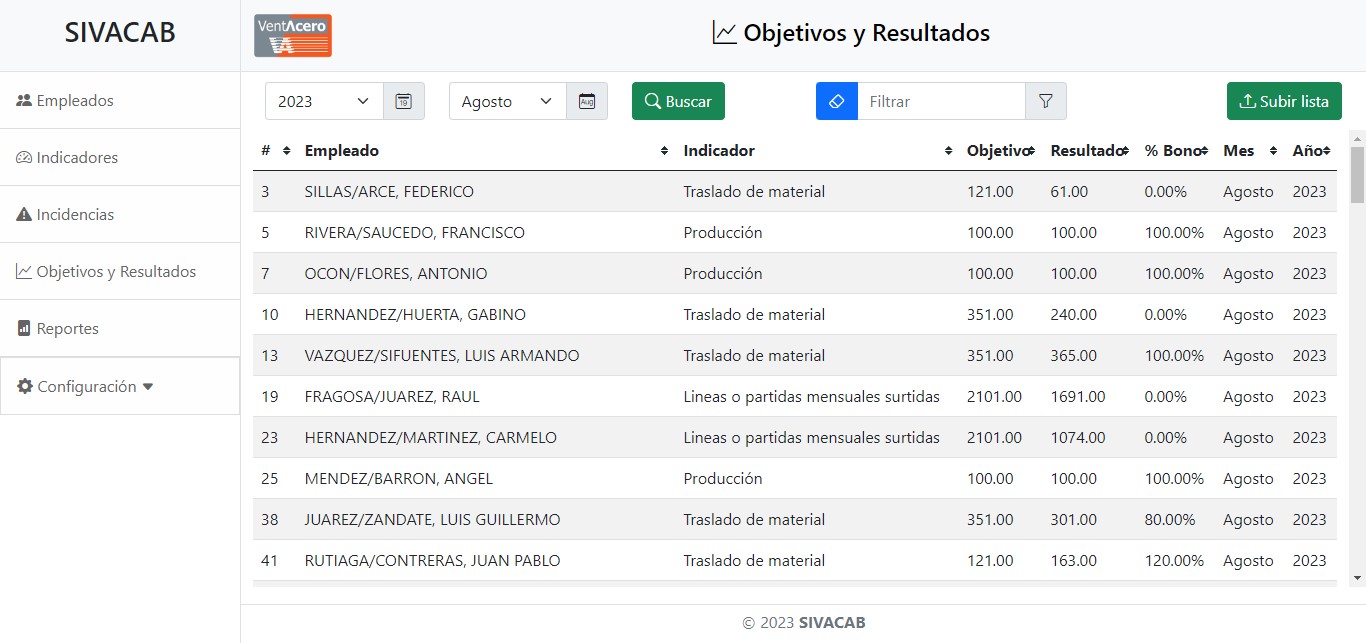 SIVACAB
VentAcero
VA
Objetivos y Resultados
Empleados
Indicadores
Incidencias
Objetivos y Resultados
Reportes
Configuración
2023
19
Agosto
Aug
Buscar
Filtrar
Subir lista
# Empleado Indicador Objetivo Resultado % Bono Mes Año
3 SILLAS/ARCE, FEDERICO Traslado de material 121.00 61.00 0.00% Agosto 2023
5 RIVERA/SAUCEDO, FRANCISCO Producción 100.00 100.00 100.00% Agosto 2023
7 OCON/FLORES, ANTONIO Producción 100.00 100.00 100.00% Agosto 2023
10 HERNANDEZ/HUERTA, GABINO Traslado de material 351.00 240.00 0.00% Agosto 2023
13 VAZQUEZ/SIFUENTES, LUIS ARMANDO Traslado de material 351.00 365.00 100.00% Agosto 2023
19 FRAGOSA/JUAREZ, RAUL Lineas o partidas mensuales surtidas 2101.00 1691.00 0.00% Agosto 2023
23 HERNANDEZ/MARTINEZ, CARMELO Lineas o partidas mensuales surtidas 2101.00 1074.00 0.00% Agosto 2023
25 MENDEZ/BARRON, ANGEL Producción 100.00 100.00 100.00% Agosto 2023
38 JUAREZ/ZANDATE, LUIS GUILLERMO Traslado de material 351.00 301.00 80.00% Agosto 2023
41 RUTIAGA/CONTRERAS, JUAN PABLO Traslado de material 121.00 163.00 120.00% Agosto 2023
© 2023 SIVACAB